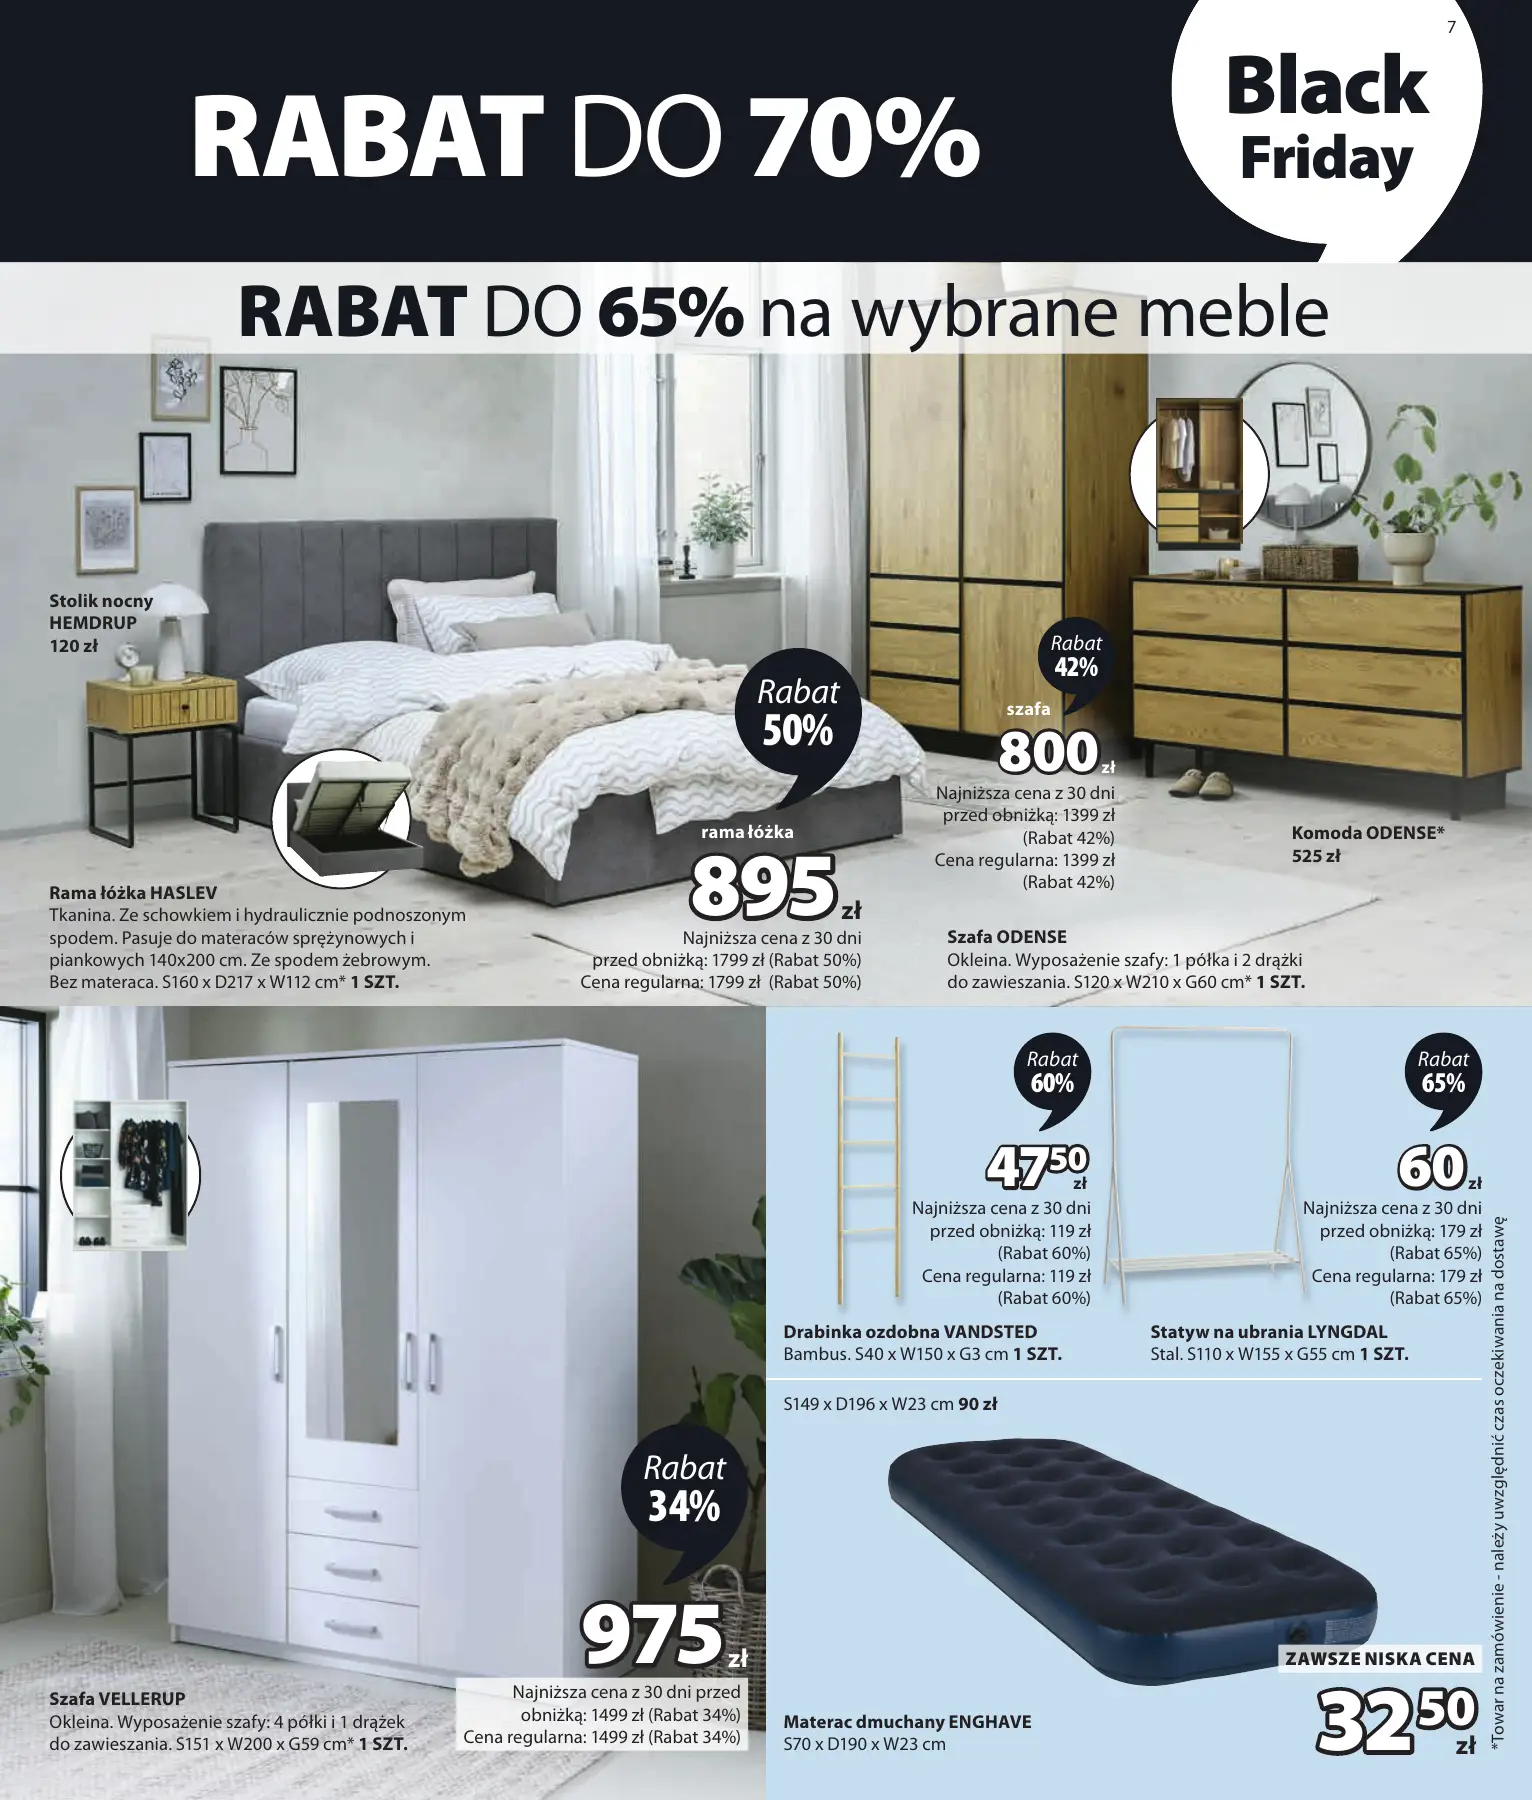 7
Black
Friday
RABAT DO 70%
RABAT DO 65% na wybrane meble
Stolik nocny
HEMDRUP
120 zł
Rabat
50%
rama łóżka
895 zł
Najniższa cena z 30 dni
przed obniżką: 1799 zł (Rabat 50%)
Cena regularna: 1799 zł (Rabat 50%)
Rama łóżka HASLEV
Tkanina. Ze schowkiem i hydraulicznie podnoszonym
spodem. Pasuje do materaców sprężynowych i
piankowych 140x200 cm. Ze spodem żebrowym.
Bez materaca. S160 x D217 x W112 cm* 1 SZT.
Rabat
42%
szafa
800 zł
Najniższa cena z 30 dni
przed obniżką: 1399 zł
(Rabat 42%)
Cena regularna: 1399 zł
(Rabat 42%)
Szafa ODENSE
Okleina. Wyposażenie szafy: 1 półka i 2 drążki
do zawieszania. S120 x W210 x G60 cm* 1 SZT.
Komoda ODENSE*
525 zł
Rabat
34%
975 zł
Najniższa cena z 30 dni przed
obniżką: 1499 zł (Rabat 34%)
Cena regularna: 1499 zł (Rabat 34%)
Szafa VELLERUP
Okleina. Wyposażenie szafy: 4 półki i 1 drążek
do zawieszania. S151 x W200 x G59 cm* 1 SZT.
Rabat
60%
47 50 zł
Najniższa cena z 30 dni
przed obniżką: 119 zł
(Rabat 60%)
Cena regularna: 119 zł
(Rabat 60%)
Drabinka ozdobna VANDSTED
Bambus. S40 x W150 x G3 cm 1 SZT.
Rabat
65%
60 zł
Najniższa cena z 30 dni
przed obniżką: 179 zł
(Rabat 65%)
Cena regularna: 179 zł
(Rabat 65%)
Statyw na ubrania LYNGDAL
Stal. S110 x W155 x G55 cm 1 SZT.
S149 x D196 x W23 cm 90 zł
ZAWSZE NISKA CENA
32 50 zł
Materac dmuchany ENGHAVE
S70 x D190 x W23 cm
*Towar na zamówienie - należy uwzględnić czas oczekiwania na dostawę